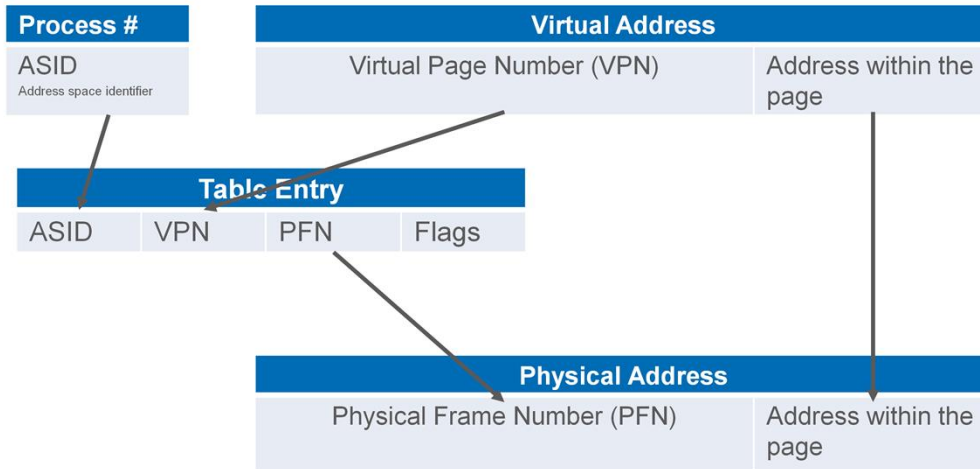 Process #
Virtual Address
ASID
Address space identifier
Virtual Page Number (VPN)
Address within the
page
Table Entry
ASID
VPN
PFN
Flags
Physical Address
Physical Frame Number (PFN)
Address within the
page